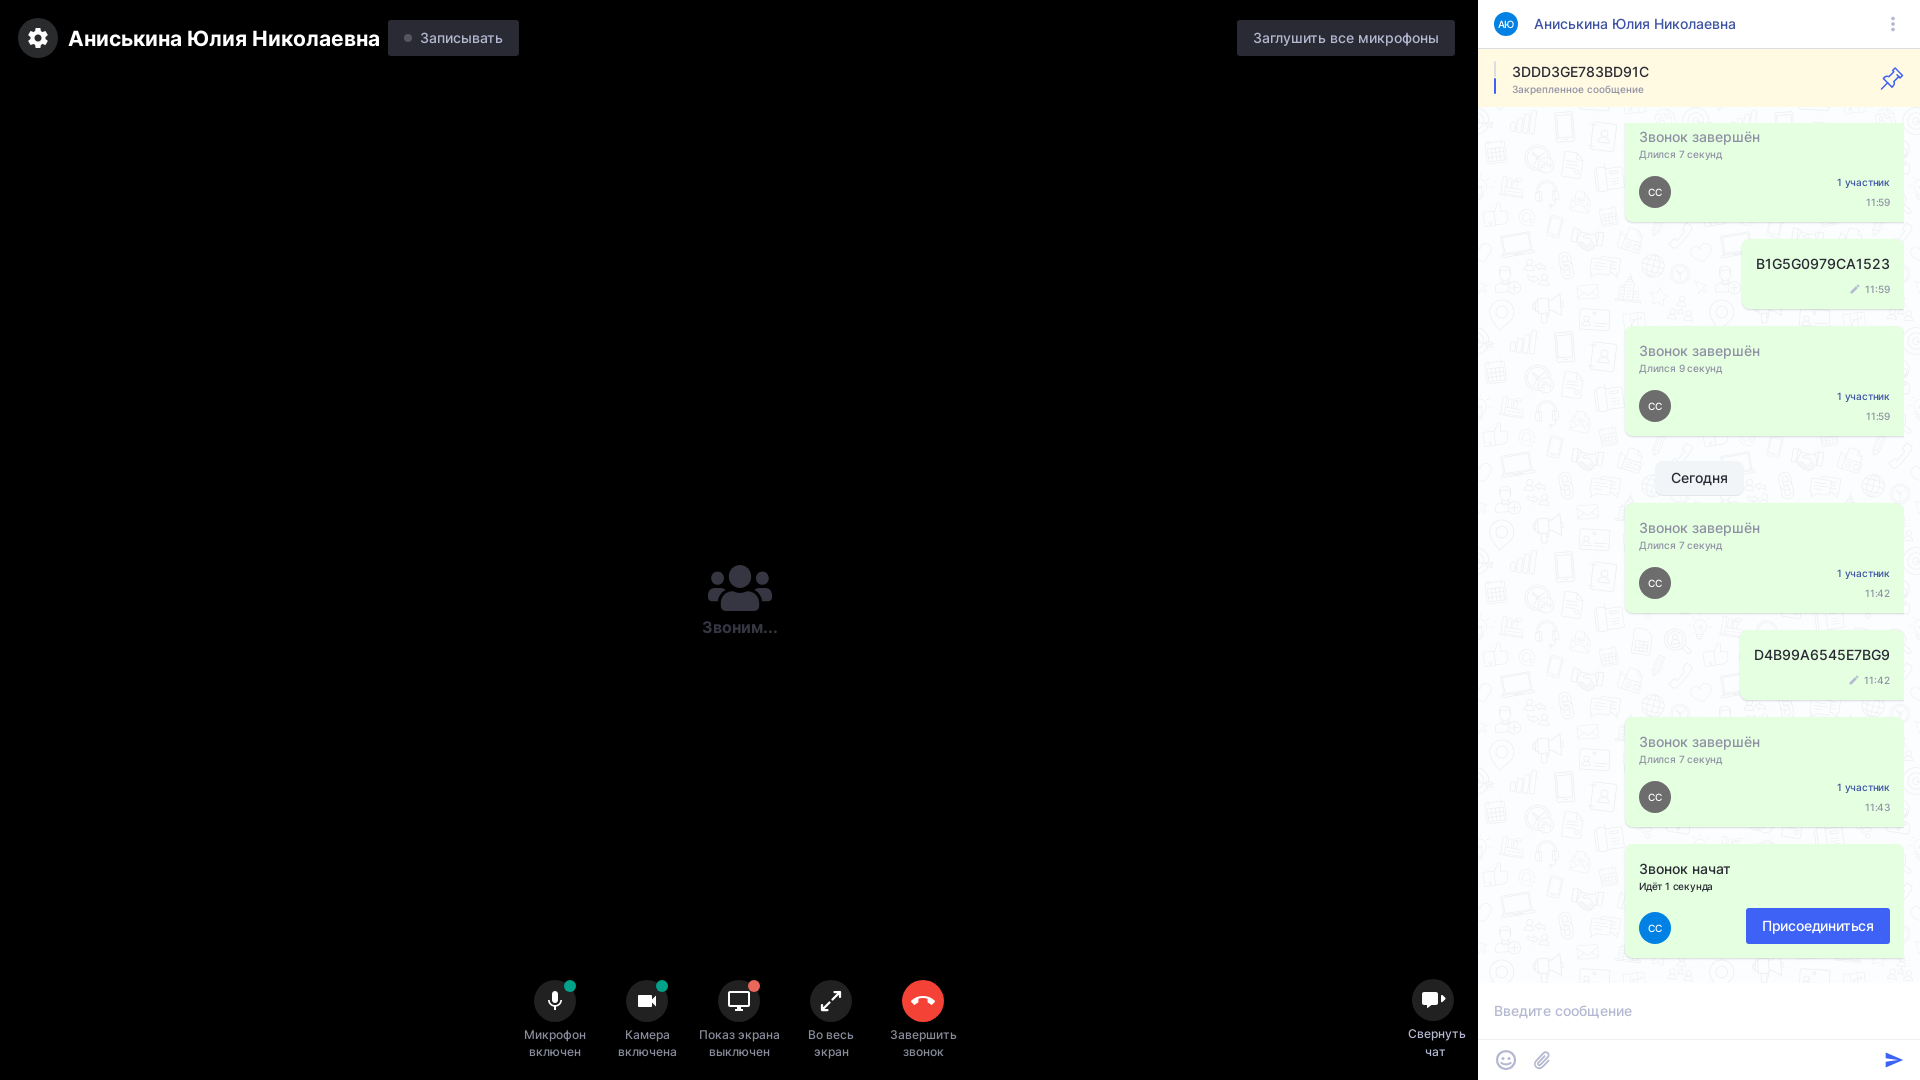 Аниськина Юлия Николаевна
Записывать
Заглушить все микрофоны
Звоним...
Микрофон
включен
Камера
включена
Показ экрана
выключен
Во весь
экран
Завершить
звонок
Свернуть
чат
АЮ
Аниськина Юлия Николаевна
3DDD3GE783BD91C
Закрепленное сообщение
Звонок завершён
Длился 7 секунд
СС
1 участник
11:59
B1G5G0979CA1523
11:59
Звонок завершён
Длился 9 секунд
СС
1 участник
11:59
Сегодня
Звонок завершён
Длился 7 секунд
СС
1 участник
11:42
D4B99A6545E7BG9
11:42
Звонок завершён
Длился 7 секунд
СС
1 участник
11:43
Звонок начат
Идёт 1 секунда
СС
Присоединиться
Введите сообщение